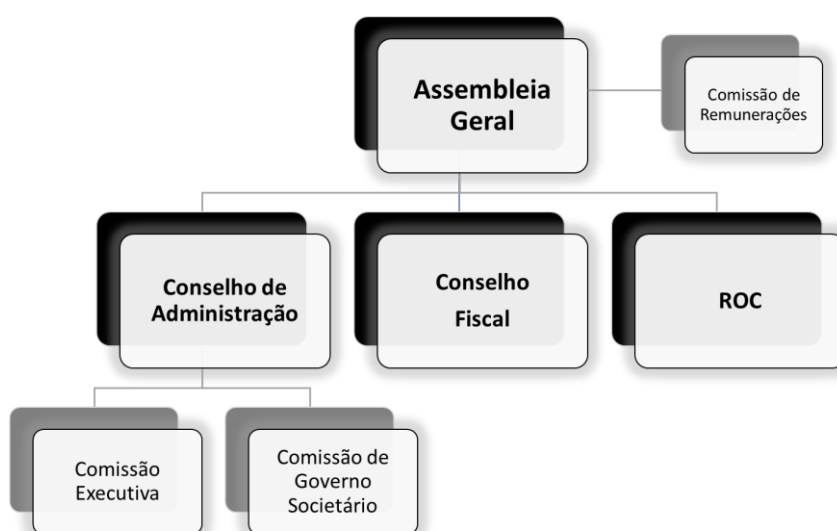 Assembleia
Geral
Comissão de
Remunerações
Conselho de
Administração
Conselho
Fiscal
ROC
Comissão
Executiva
Comissão de
Governo
Societário